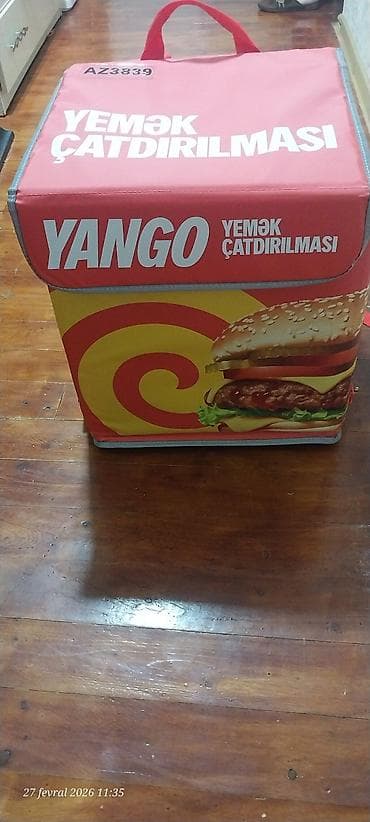 AZ3839
YEMƏK
ÇATDIRILMASI
YANGO
YEMƏK
ÇATDIRILMASI
27 fevral 2026 11:35